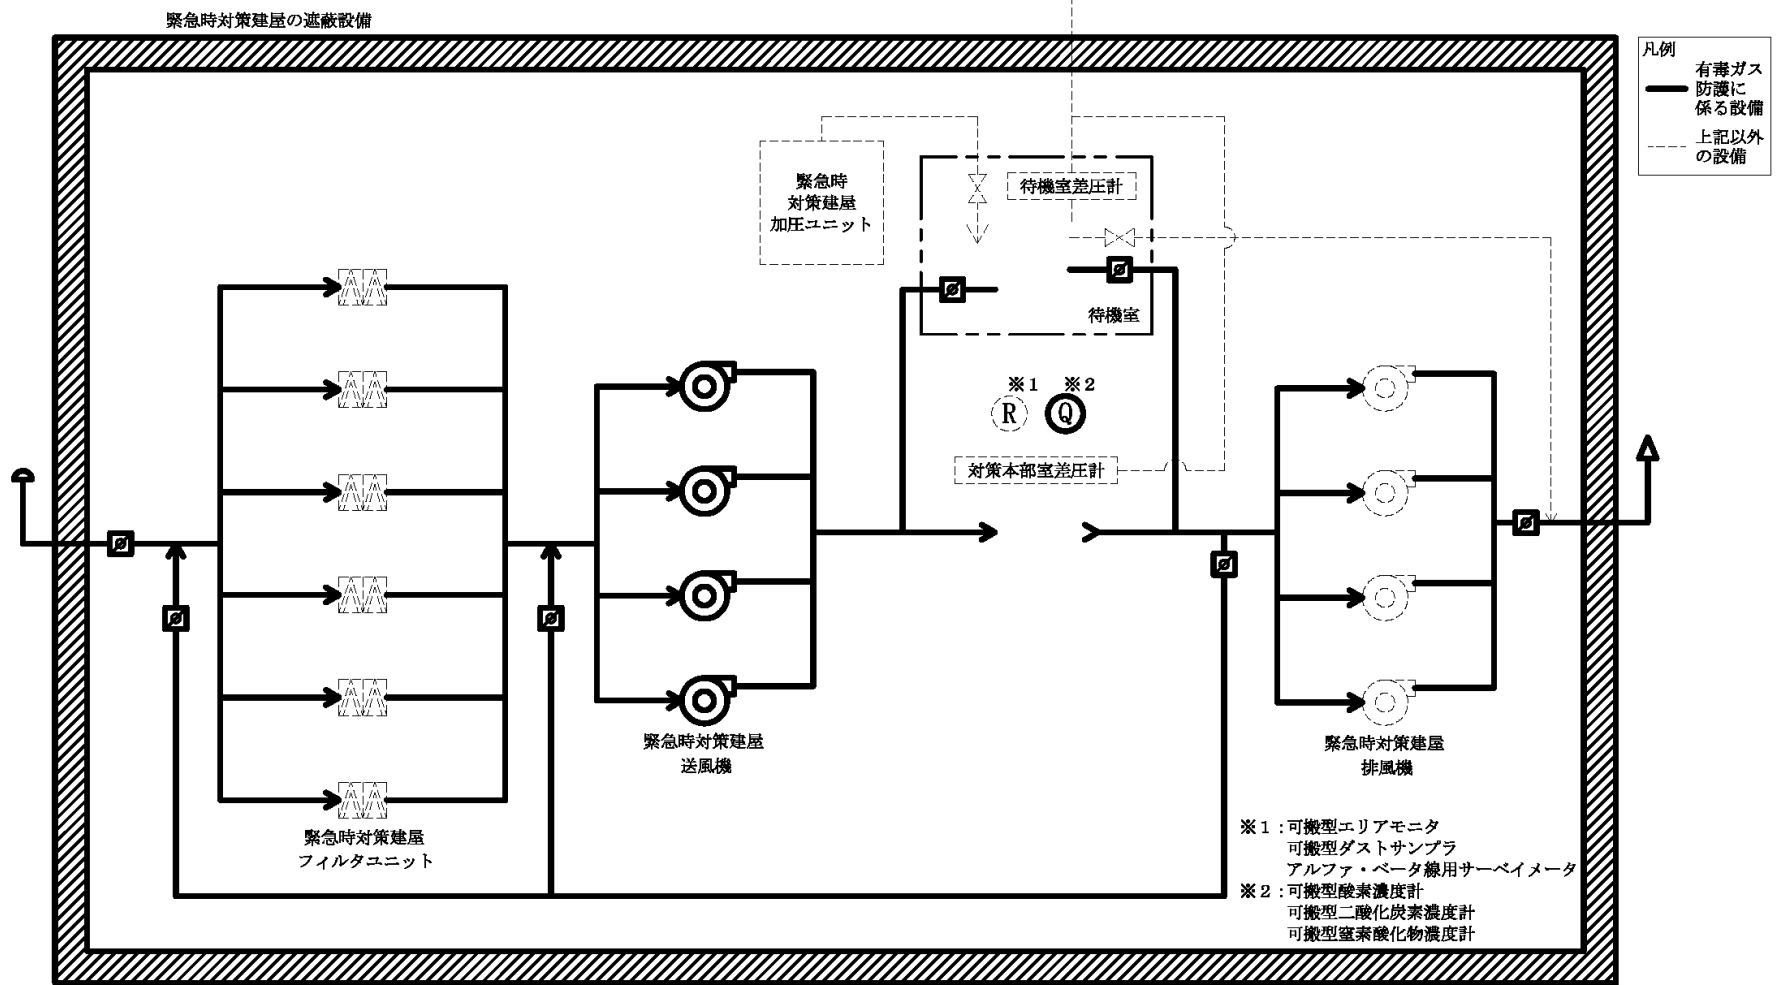 緊急時対策建屋の遮蔽設備
凡例
有毒ガス
防護に
係る設備
上記以外
の設備
緊急時
対策建屋
加圧ユニット
待機室差圧計
待機室
※1
※2
R
Q
対策本部室差圧計
緊急時対策建屋
送風機
緊急時対策建屋
排風機
緊急時対策建屋
フィルタユニット
※1:可搬型エリアモニタ
可搬型ダストサンプラ
アルファ・ベータ線用サーベイメータ
※2:可搬型酸素濃度計
可搬型二酸化炭素濃度計
可搬型窒素酸化物濃度計